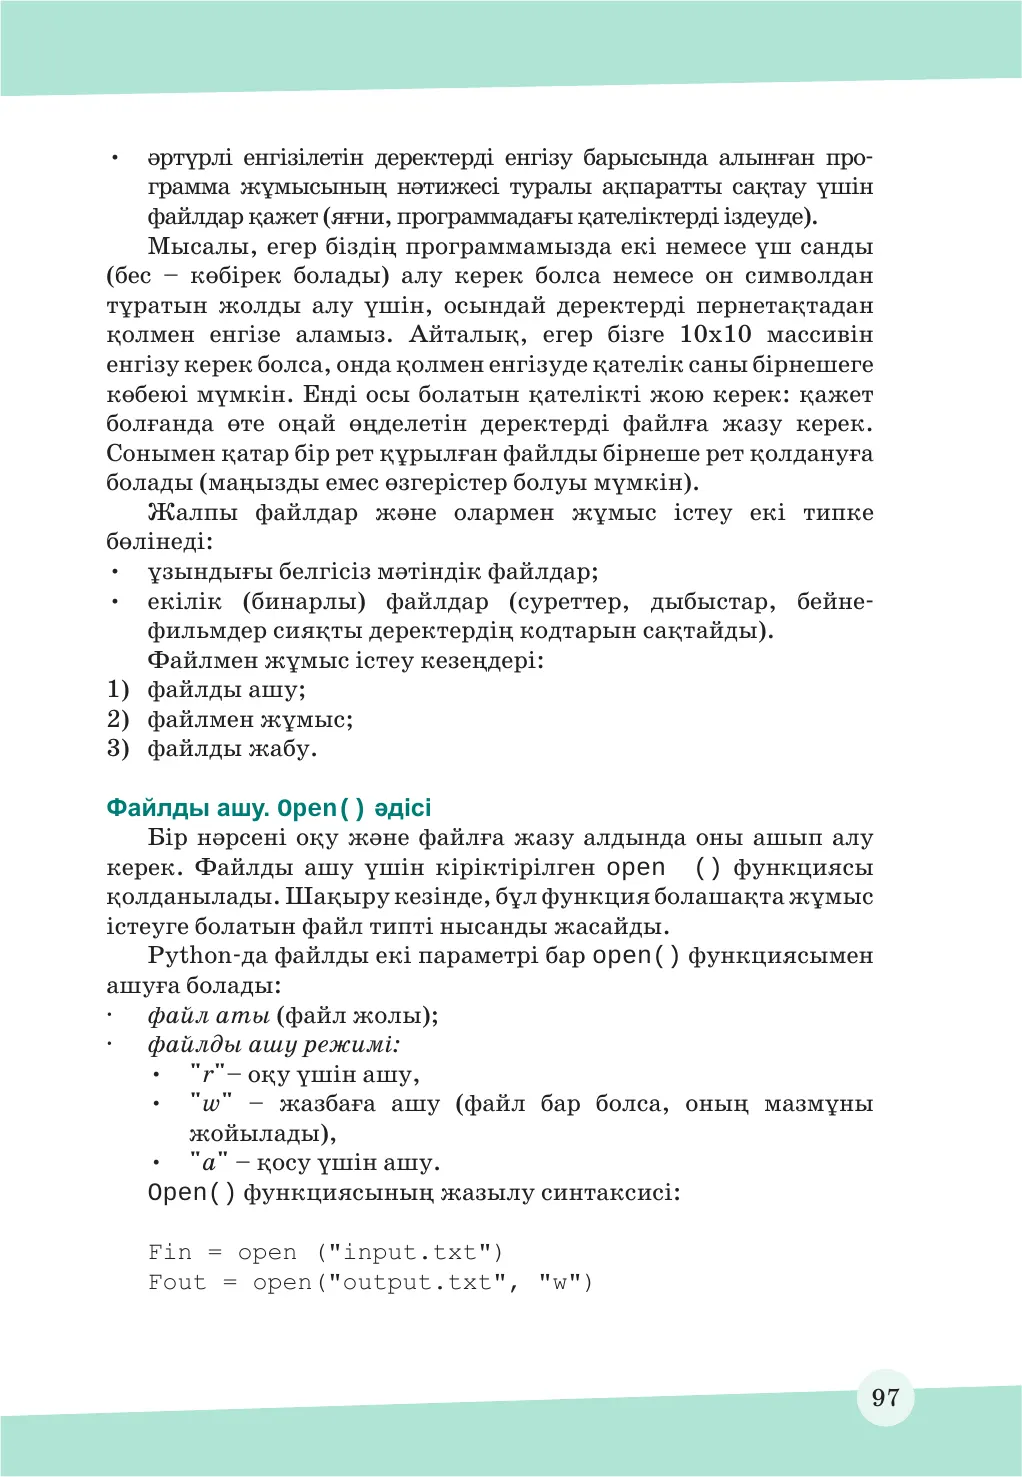 • әртүрлі енгізілетін деректерді енгізу барысында алынған про-
грамма жұмысының нәтижесі туралы ақпаратты сақтау үшін
файлдар қажет (яғни, программадағы қателіктерді іздеуде).
Мысалы, егер біздің программамызда екі немесе үш санды
(бес – көбірек болады) алу керек болса немесе он символдан
тұратын жолды алу үшін, осындай деректерді пернетақтадан
қолмен енгізе аламыз. Айталық, егер бізге 10х10 массивін
енгізу керек болса, онда қолмен енгізуде қателік саны бірнешеге
көбеюі мүмкін. Енді осы болатын қателікті жою керек: қажет
болғанда өте оңай өңделетін деректерді файлға жазу керек.
Сонымен қатар бір рет құрылған файлды бірнеше рет қолдануға
болады (маңызды емес өзгерістер болуы мүмкін).
Жалпы файлдар және олармен жұмыс істеу екі типке
бөлінеді:
• ұзындығы белгісіз мәтіндік файлдар;
• екілік (бинарлы) файлдар (суреттер, дыбыстар, бейне-
фильмдер сияқты деректердің кодтарын сақтайды).
Файлмен жұмыс істеу кезеңдері:
1) файлды ашу;
2) файлмен жұмыс;
3) файлды жабу.
Файлды ашу. Open() әдісі
Бір нәрсені оқу және файлға жазу алдында оны ашып алу
керек. Файлды ашу үшін кіріктірілген open () функциясы
қолданылады. Шақыру кезінде, бұл функция болашақта жұмыс
істеуге болатын файл типті нысанды жасайды.
Python-да файлды екі параметрі бар open() функциясымен
ашуға болады:
· файл аты (файл жолы);
· файлды ашу режимі:
• "r"– оқу үшін ашу,
• "w" – жазбаға ашу (файл бар болса, оның мазмұны
жойылады),
• "a" – қосу үшін ашу.
Open() функциясының жазылу синтаксисі:
Fin = open ("input.txt")
Fout = open("output.txt", "w")
97